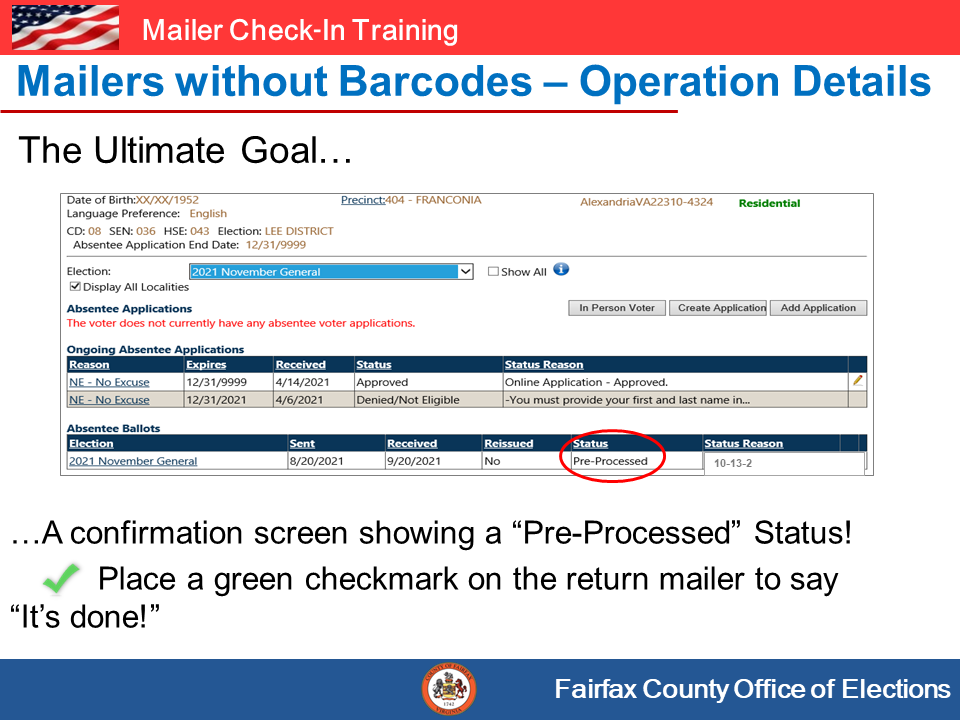 Mailer Check-In Training
Mailers without Barcodes – Operation Details
The Ultimate Goal…
Date of Birth:XX/XX/1952 Precinct:404 - FRANCONIA AlexandriaVA22310-4324 Residential
Language Preference: English
CD: 08 SEN: 036 HSE: 043 Election: LEE DISTRICT
Absentee Application End Date: 12/31/9999
Election: 2021 November General Show All
Display All Localities
Absentee Applications In Person Voter Create Application Add Application
The voter does not currently have any absentee voter applications.
Ongoing Absentee Applications
Reason Expires Received Status Status Reason
NE - No Excuse 12/31/9999 4/14/2021 Approved Online Application - Approved.
NE - No Excuse 12/31/2021 4/6/2021 Denied/Not Eligible -You must provide your first and last name in...
Absentee Ballots
Election Sent Received Reissued Status Status Reason
2021 November General 8/20/2021 9/20/2021 No Pre-Processed 10-13-2
…A confirmation screen showing a “Pre-Processed” Status!
Place a green checkmark on the return mailer to say
“It’s done!”
Fairfax County Office of Elections